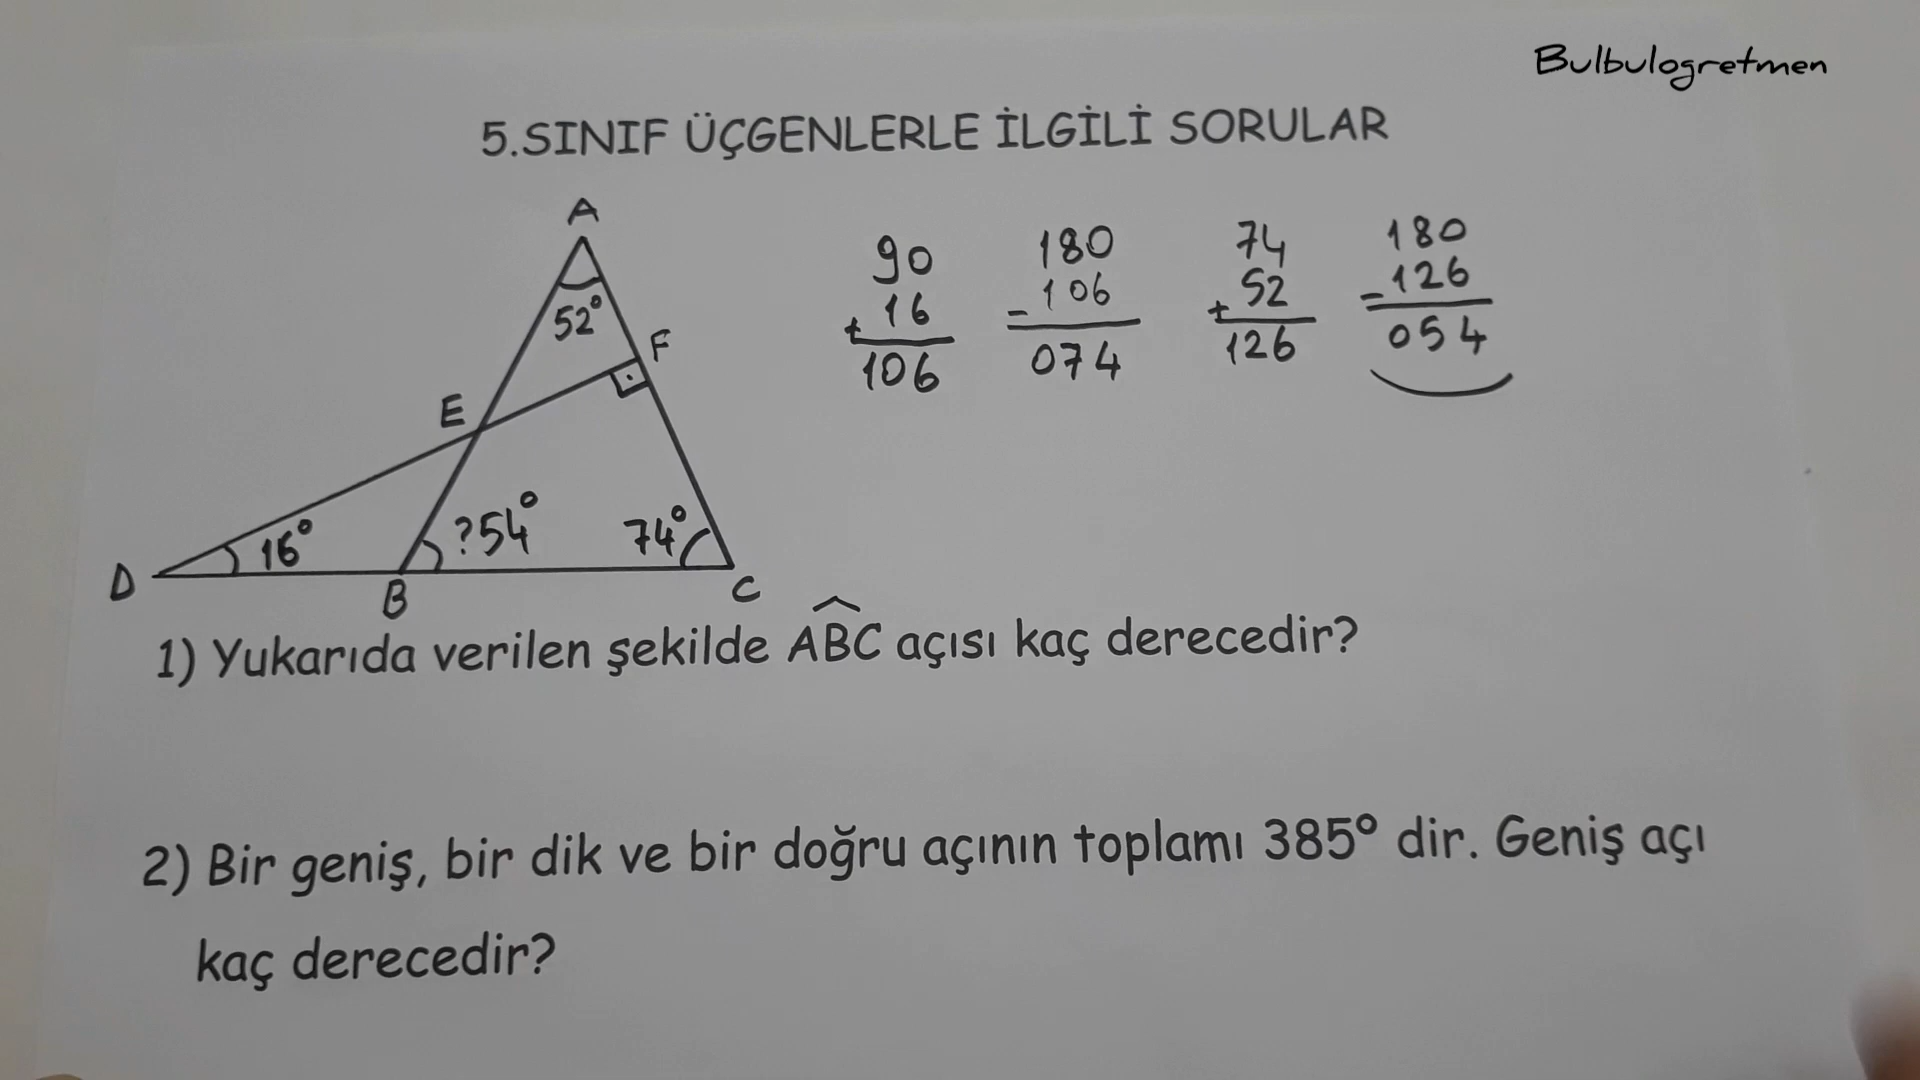 Bulbulogretmen
5.SINIF ÜÇGENLERLE İLGİLİ SORULAR
A
52°
F
E
16°
?54°
74°
D
B
C
90
+ 16
106
180
- 106
074
74
+ 52
126
180
- 126
054
1) Yukarıda verilen şekilde ABC açısı kaç derecedir?
2) Bir geniş, bir dik ve bir doğru açının toplamı 385° dir. Geniş açı
kaç derecedir?